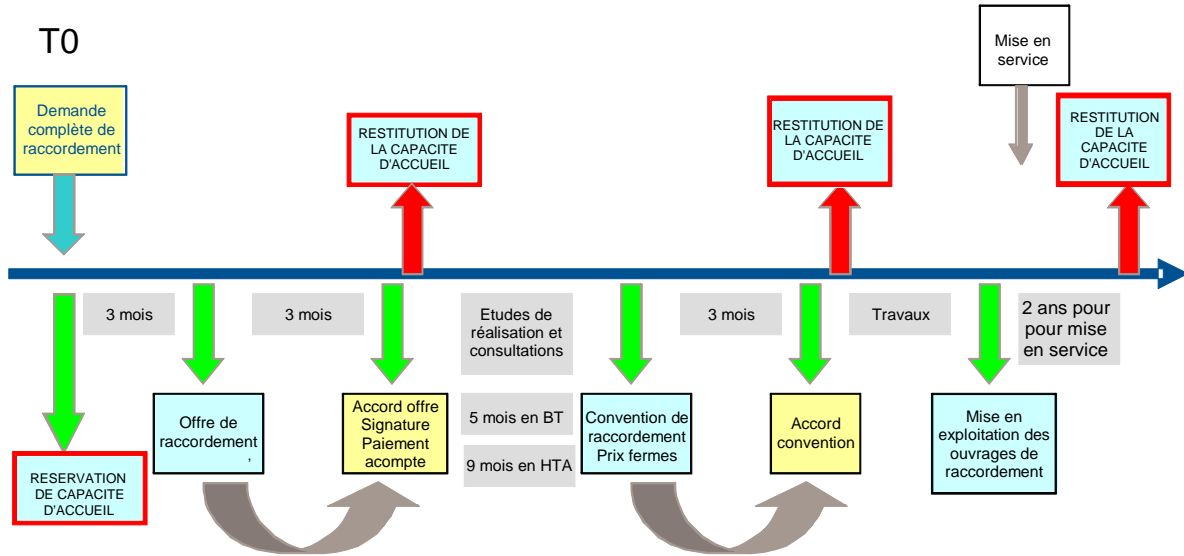 T0
Mise en
service
Demande
complète de
raccordement
RESTITUTION DE
LA CAPACITE
D'ACCUEIL
RESTITUTION DE
LA CAPACITE
D'ACCUEIL
RESTITUTION
DE LA
CAPACITE
D'ACCUEIL
3 mois
3 mois
Etudes de
réalisation et
consultations
3 mois
Travaux
2 ans pour
pour mise
en service
Offre de
raccordement
,
Accord offre
Signature
Paiement
acompte
5 mois en BT
9 mois en HTA
Convention de
raccordement
Prix fermes
Accord
convention
Mise en
exploitation des
ouvrages de
raccordement
RESERVATION
DE CAPACITE
D'ACCUEIL